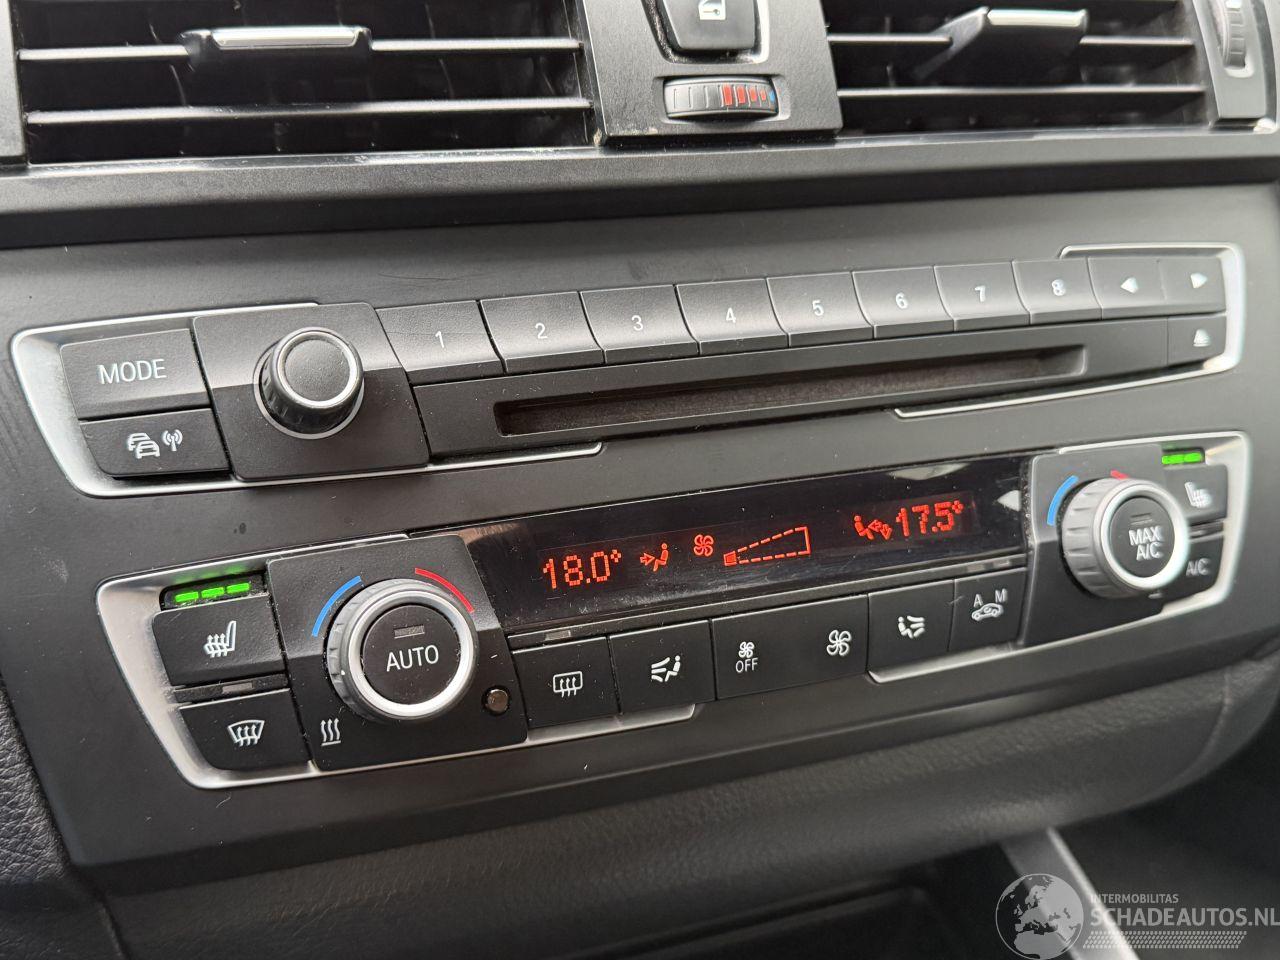 1 2 3 4 5 6 7 8
MODE
18.0° 17.5°
MAX A/C
A/C
AUTO
OFF
A M
INTERMOBILITAS
SCHADEAUTOS.NL